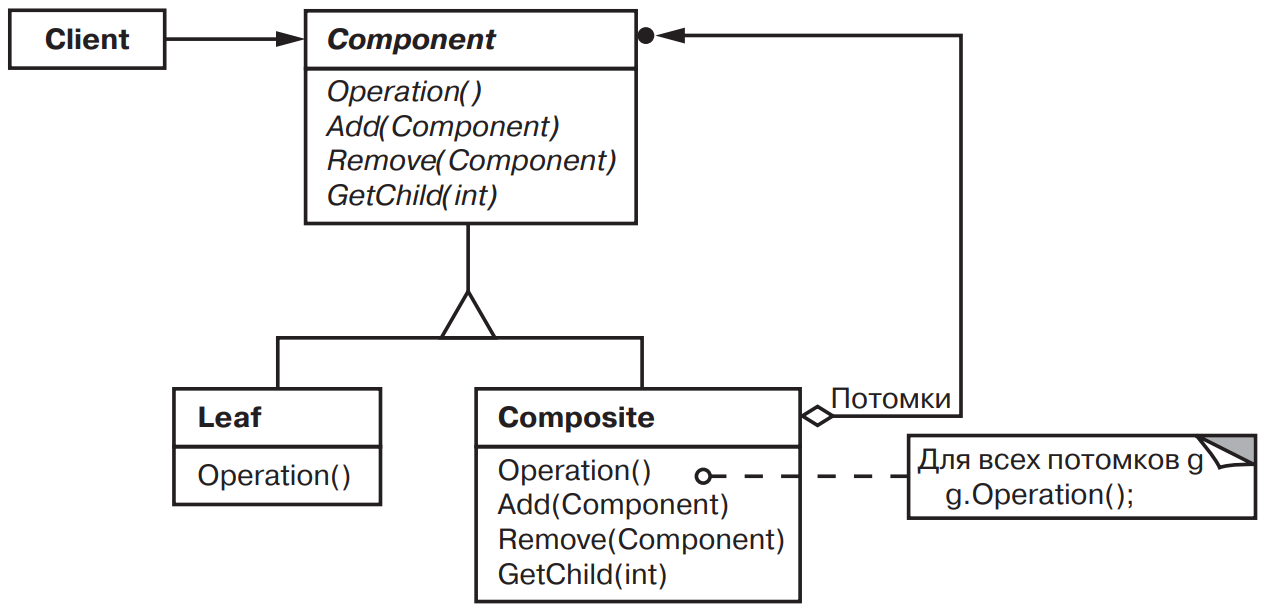 Client
Component
Operation()
Add(Component)
Remove(Component)
GetChild(int)
Leaf
Operation()
Composite
Operation()
Add(Component)
Remove(Component)
GetChild(int)
Потомки
Для всех потомков g
g.Operation();